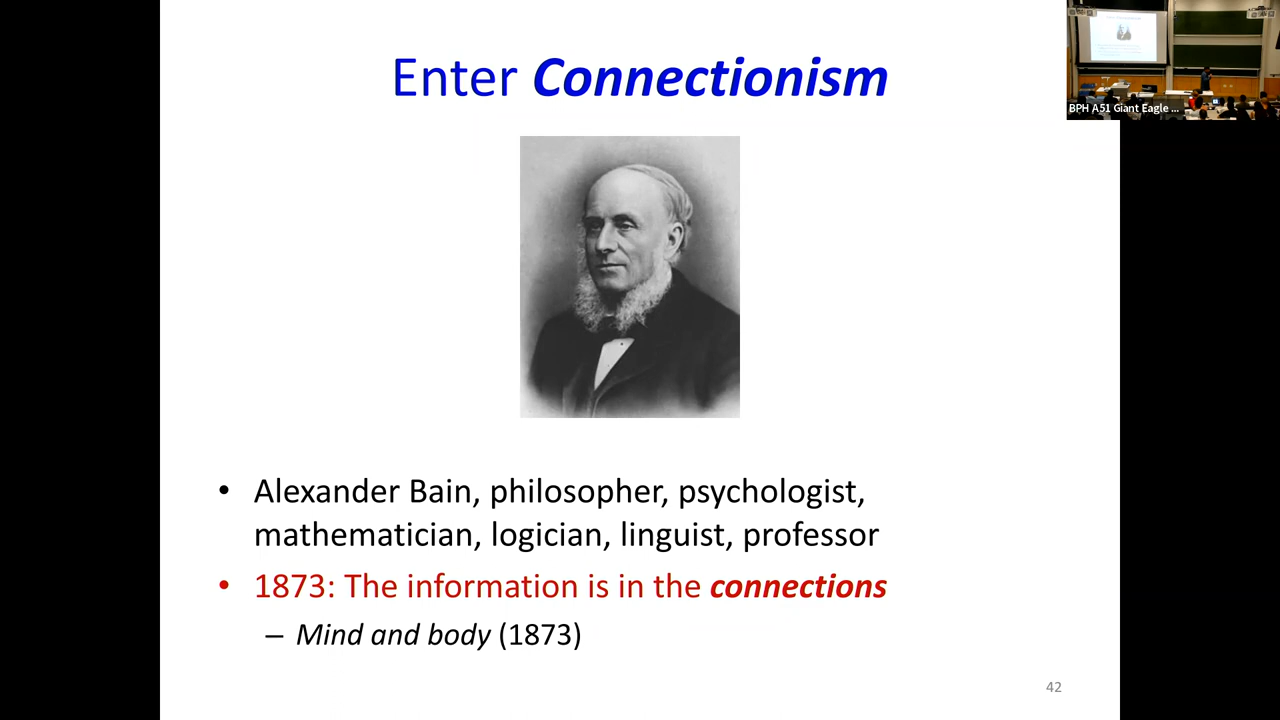 Enter Connectionism
BPH A51 Giant Eagle ...
• Alexander Bain, philosopher, psychologist,
mathematician, logician, linguist, professor
• 1873: The information is in the connections
– Mind and body (1873)
42